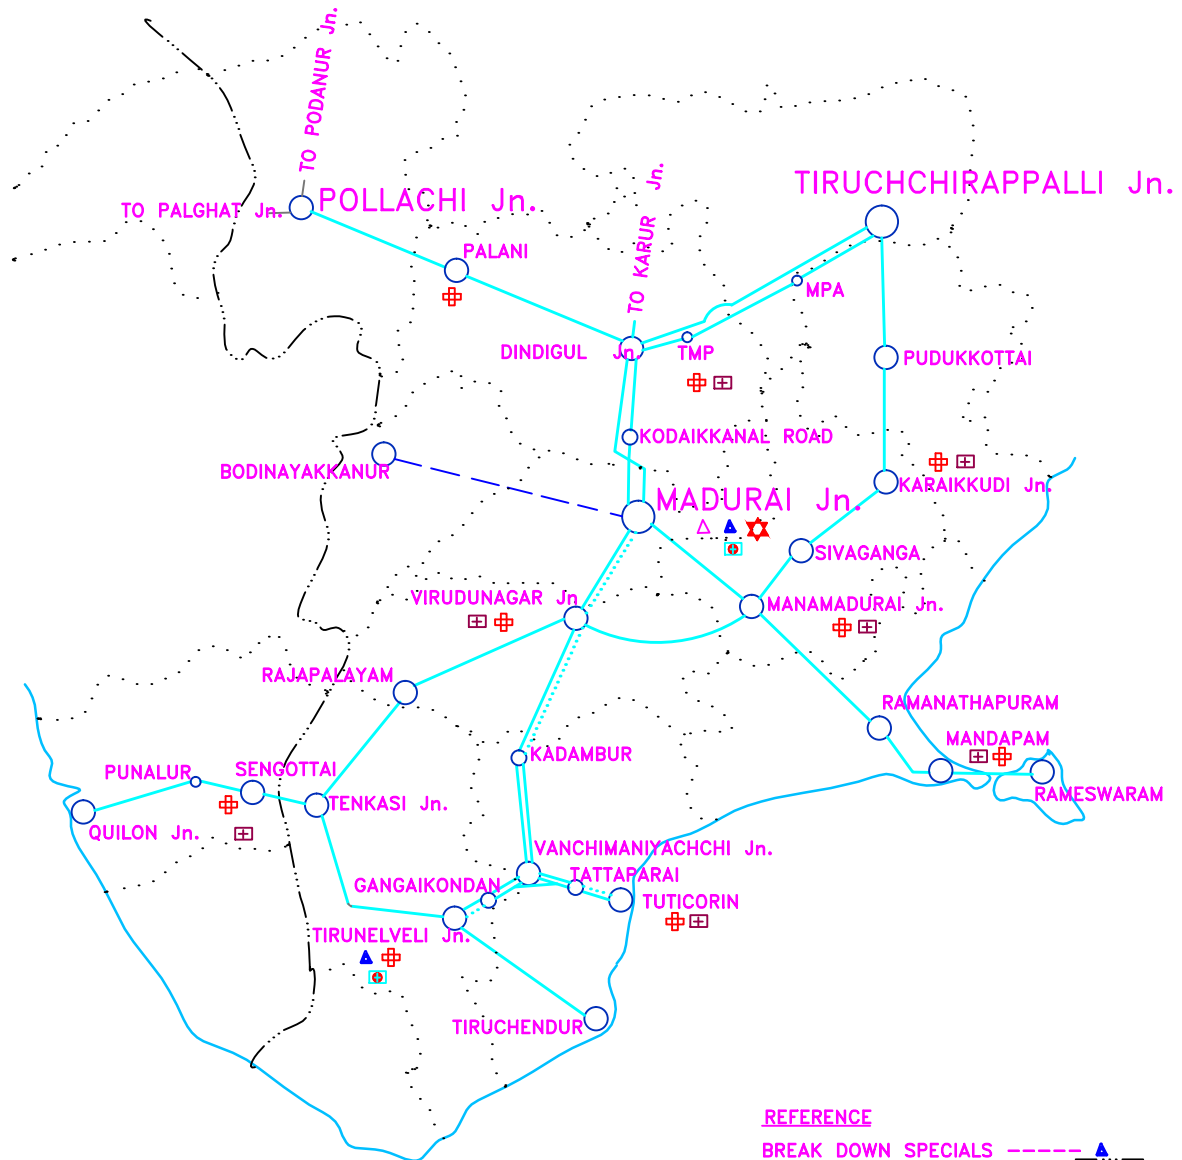 TO PODANUR Jn.
TO PALGHAT Jn.
POLLACHI Jn.
TIRUCHCHIRAPPALLI Jn.
TO KARUR Jn.
PALANI
MPA
DINDIGUL Jn.
TMP
PUDUKKOTTAI
KODAIKKANAL ROAD
BODINAYAKKANUR
KARAIKKUDI Jn.
MADURAI Jn.
SIVAGANGA
VIRUDUNAGAR Jn
MANAMADURAI Jn.
RAJAPALAYAM
RAMANATHAPURAM
MANDAPAM
KADAMBUR
PUNALUR
SENGOTTAI
RAMESWARAM
TENKASI Jn.
QUILON Jn.
VANCHIMANIYACHCHI Jn.
TATTAPARAI
GANGAIKONDAN
TUTICORIN
TIRUNELVELI Jn.
TIRUCHENDUR
REFERENCE
BREAK DOWN SPECIALS -----